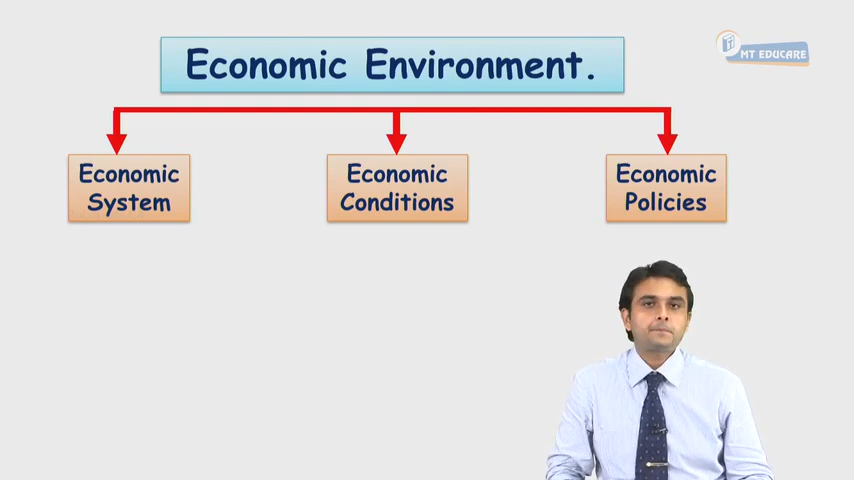 MT EDUCARE
Economic Environment.
Economic
System
Economic
Conditions
Economic
Policies